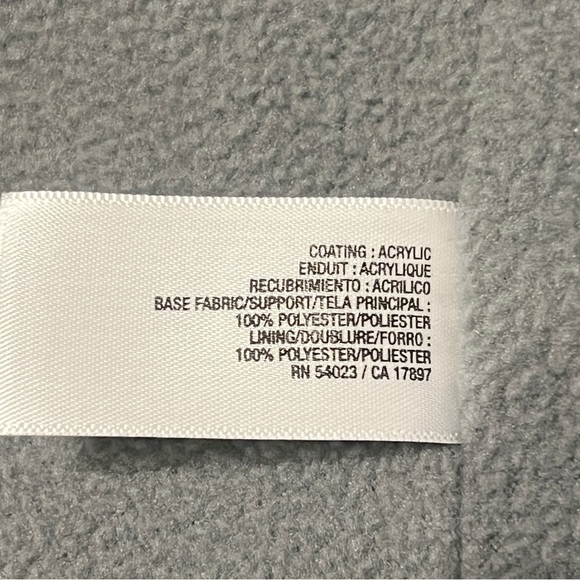 COATING : ACRYLIC
ENDUIT : ACRYLIQUE
RECUBRIMIENTO : ACRILICO
BASE FABRIC/SUPPORT/TELA PRINCIPAL :
100% POLYESTER/POLIESTER
LINING/DOUBLURE/FORRO :
100% POLYESTER/POLIESTER
RN 54023 / CA 17897